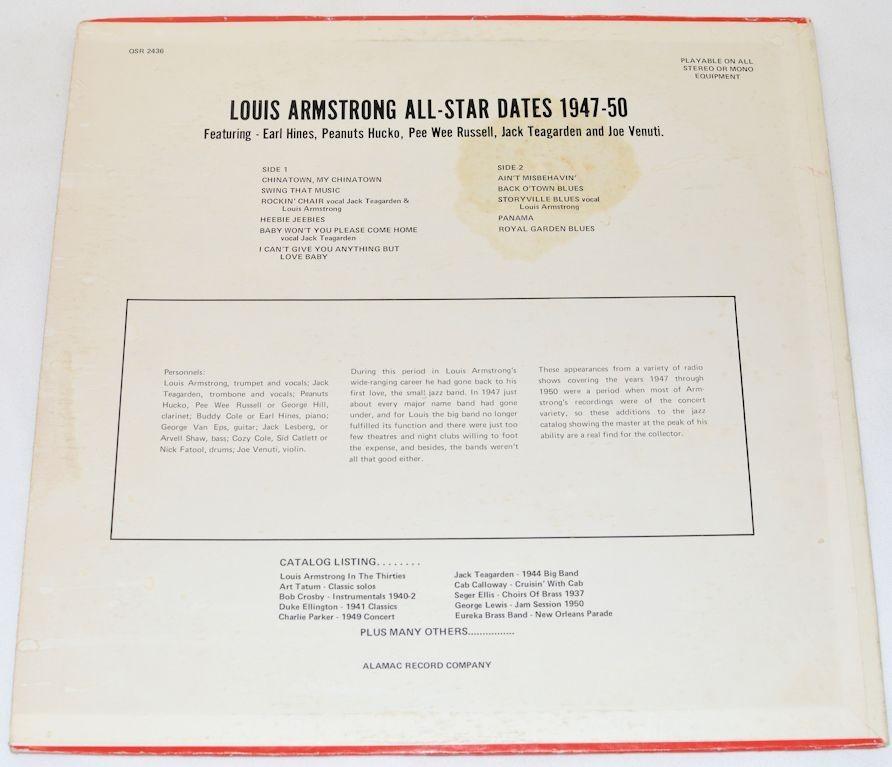 QSR 2436
PLAYABLE ON ALL
STEREO OR MONO
EQUIPMENT
LOUIS ARMSTRONG ALL-STAR DATES 1947-50
Featuring - Earl Hines, Peanuts Hucko, Pee Wee Russell, Jack Teagarden and Joe Venuti.
SIDE 1
CHINATOWN, MY CHINATOWN
SWING THAT MUSIC
ROCKIN' CHAIR vocal Jack Teagarden &
Louis Armstrong
HEEBIE JEEBIES
BABY WON'T YOU PLEASE COME HOME
vocal Jack Teagarden
I CAN'T GIVE YOU ANYTHING BUT
LOVE BABY
SIDE 2
AIN'T MISBEHAVIN'
BACK O'TOWN BLUES
STORYVILLE BLUES vocal
Louis Armstrong
PANAMA
ROYAL GARDEN BLUES
Personnels:
Louis Armstrong, trumpet and vocals; Jack
Teagarden, trombone and vocals; Peanuts
Hucko, Pee Wee Russell or George Hill,
clarinet; Buddy Cole or Earl Hines, piano;
George Van Eps, guitar; Jack Lesberg, or
Arvell Shaw, bass; Cozy Cole, Sid Catlett or
Nick Fatool, drums; Joe Venuti, violin.
During this period in Louis Armstrong's
wide-ranging career he had gone back to his
first love, the small jazz band. In 1947 just
about every major name band had gone
under, and for Louis the big band no longer
fulfilled its function and there were just too
few theatres and night clubs willing to foot
the expense, and besides, the bands weren't
all that good either.
These appearances from a variety of radio
shows covering the years 1947 through
1950 were a period when most of Arm-
strong's recordings were of the concert
variety, so these additions to the jazz
catalog showing the master at the peak of his
ability are a real find for the collector.
CATALOG LISTING........
Louis Armstrong In The Thirties
Art Tatum - Classic solos
Bob Crosby - Instrumentals 1940-2
Duke Ellington - 1941 Classics
Charlie Parker - 1949 Concert
Jack Teagarden - 1944 Big Band
Cab Calloway - Cruisin' With Cab
Seger Ellis - Choirs Of Brass 1937
George Lewis - Jam Session 1950
Eureka Brass Band - New Orleans Parade
PLUS MANY OTHERS................
ALAMAC RECORD COMPANY